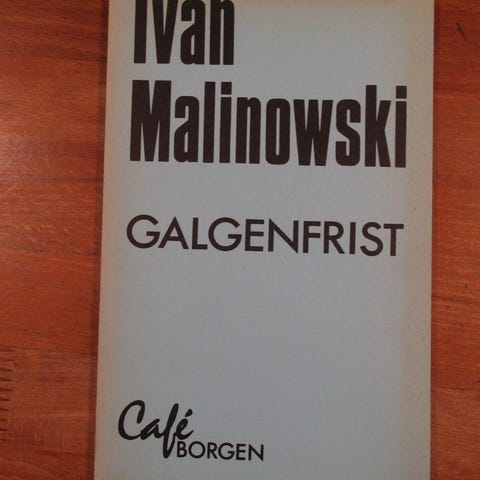 Ivan
Malinowski
GALGENFRIST
Café
BORGEN